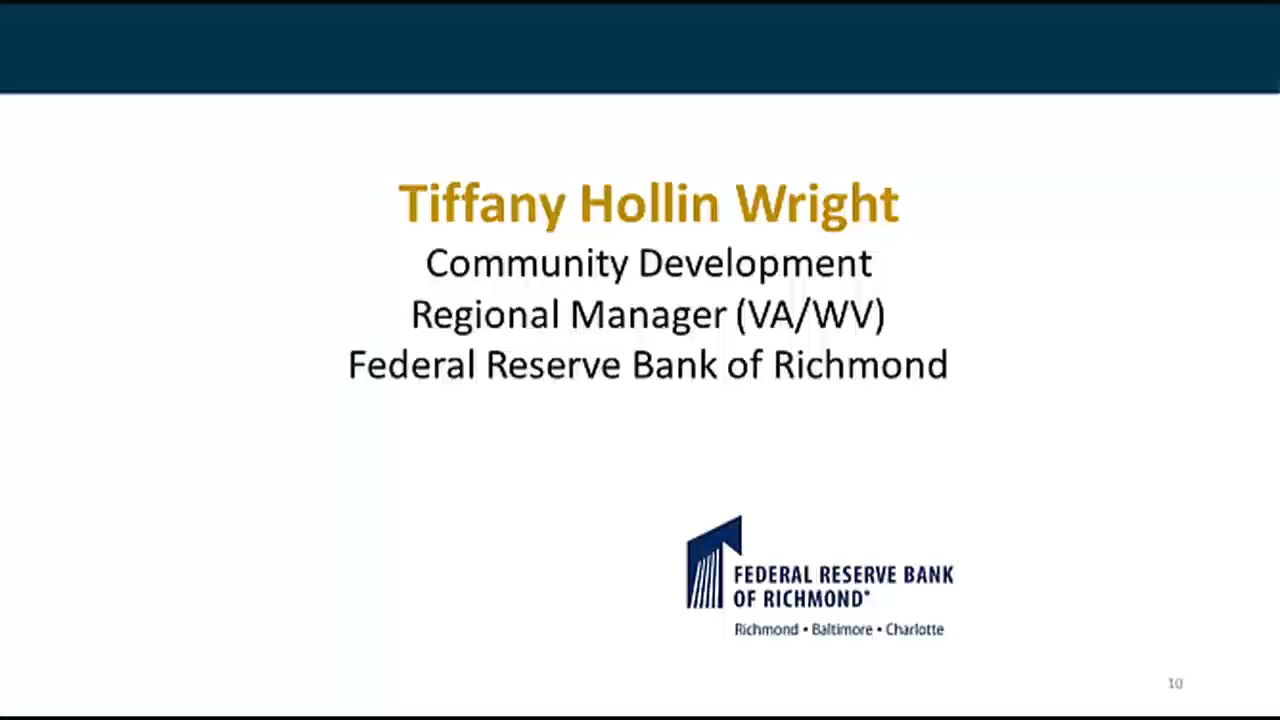 Tiffany Hollin Wright
Community Development
Regional Manager (VA/WV)
Federal Reserve Bank of Richmond
FEDERAL RESERVE BANK
OF RICHMOND®
Richmond • Baltimore • Charlotte
10